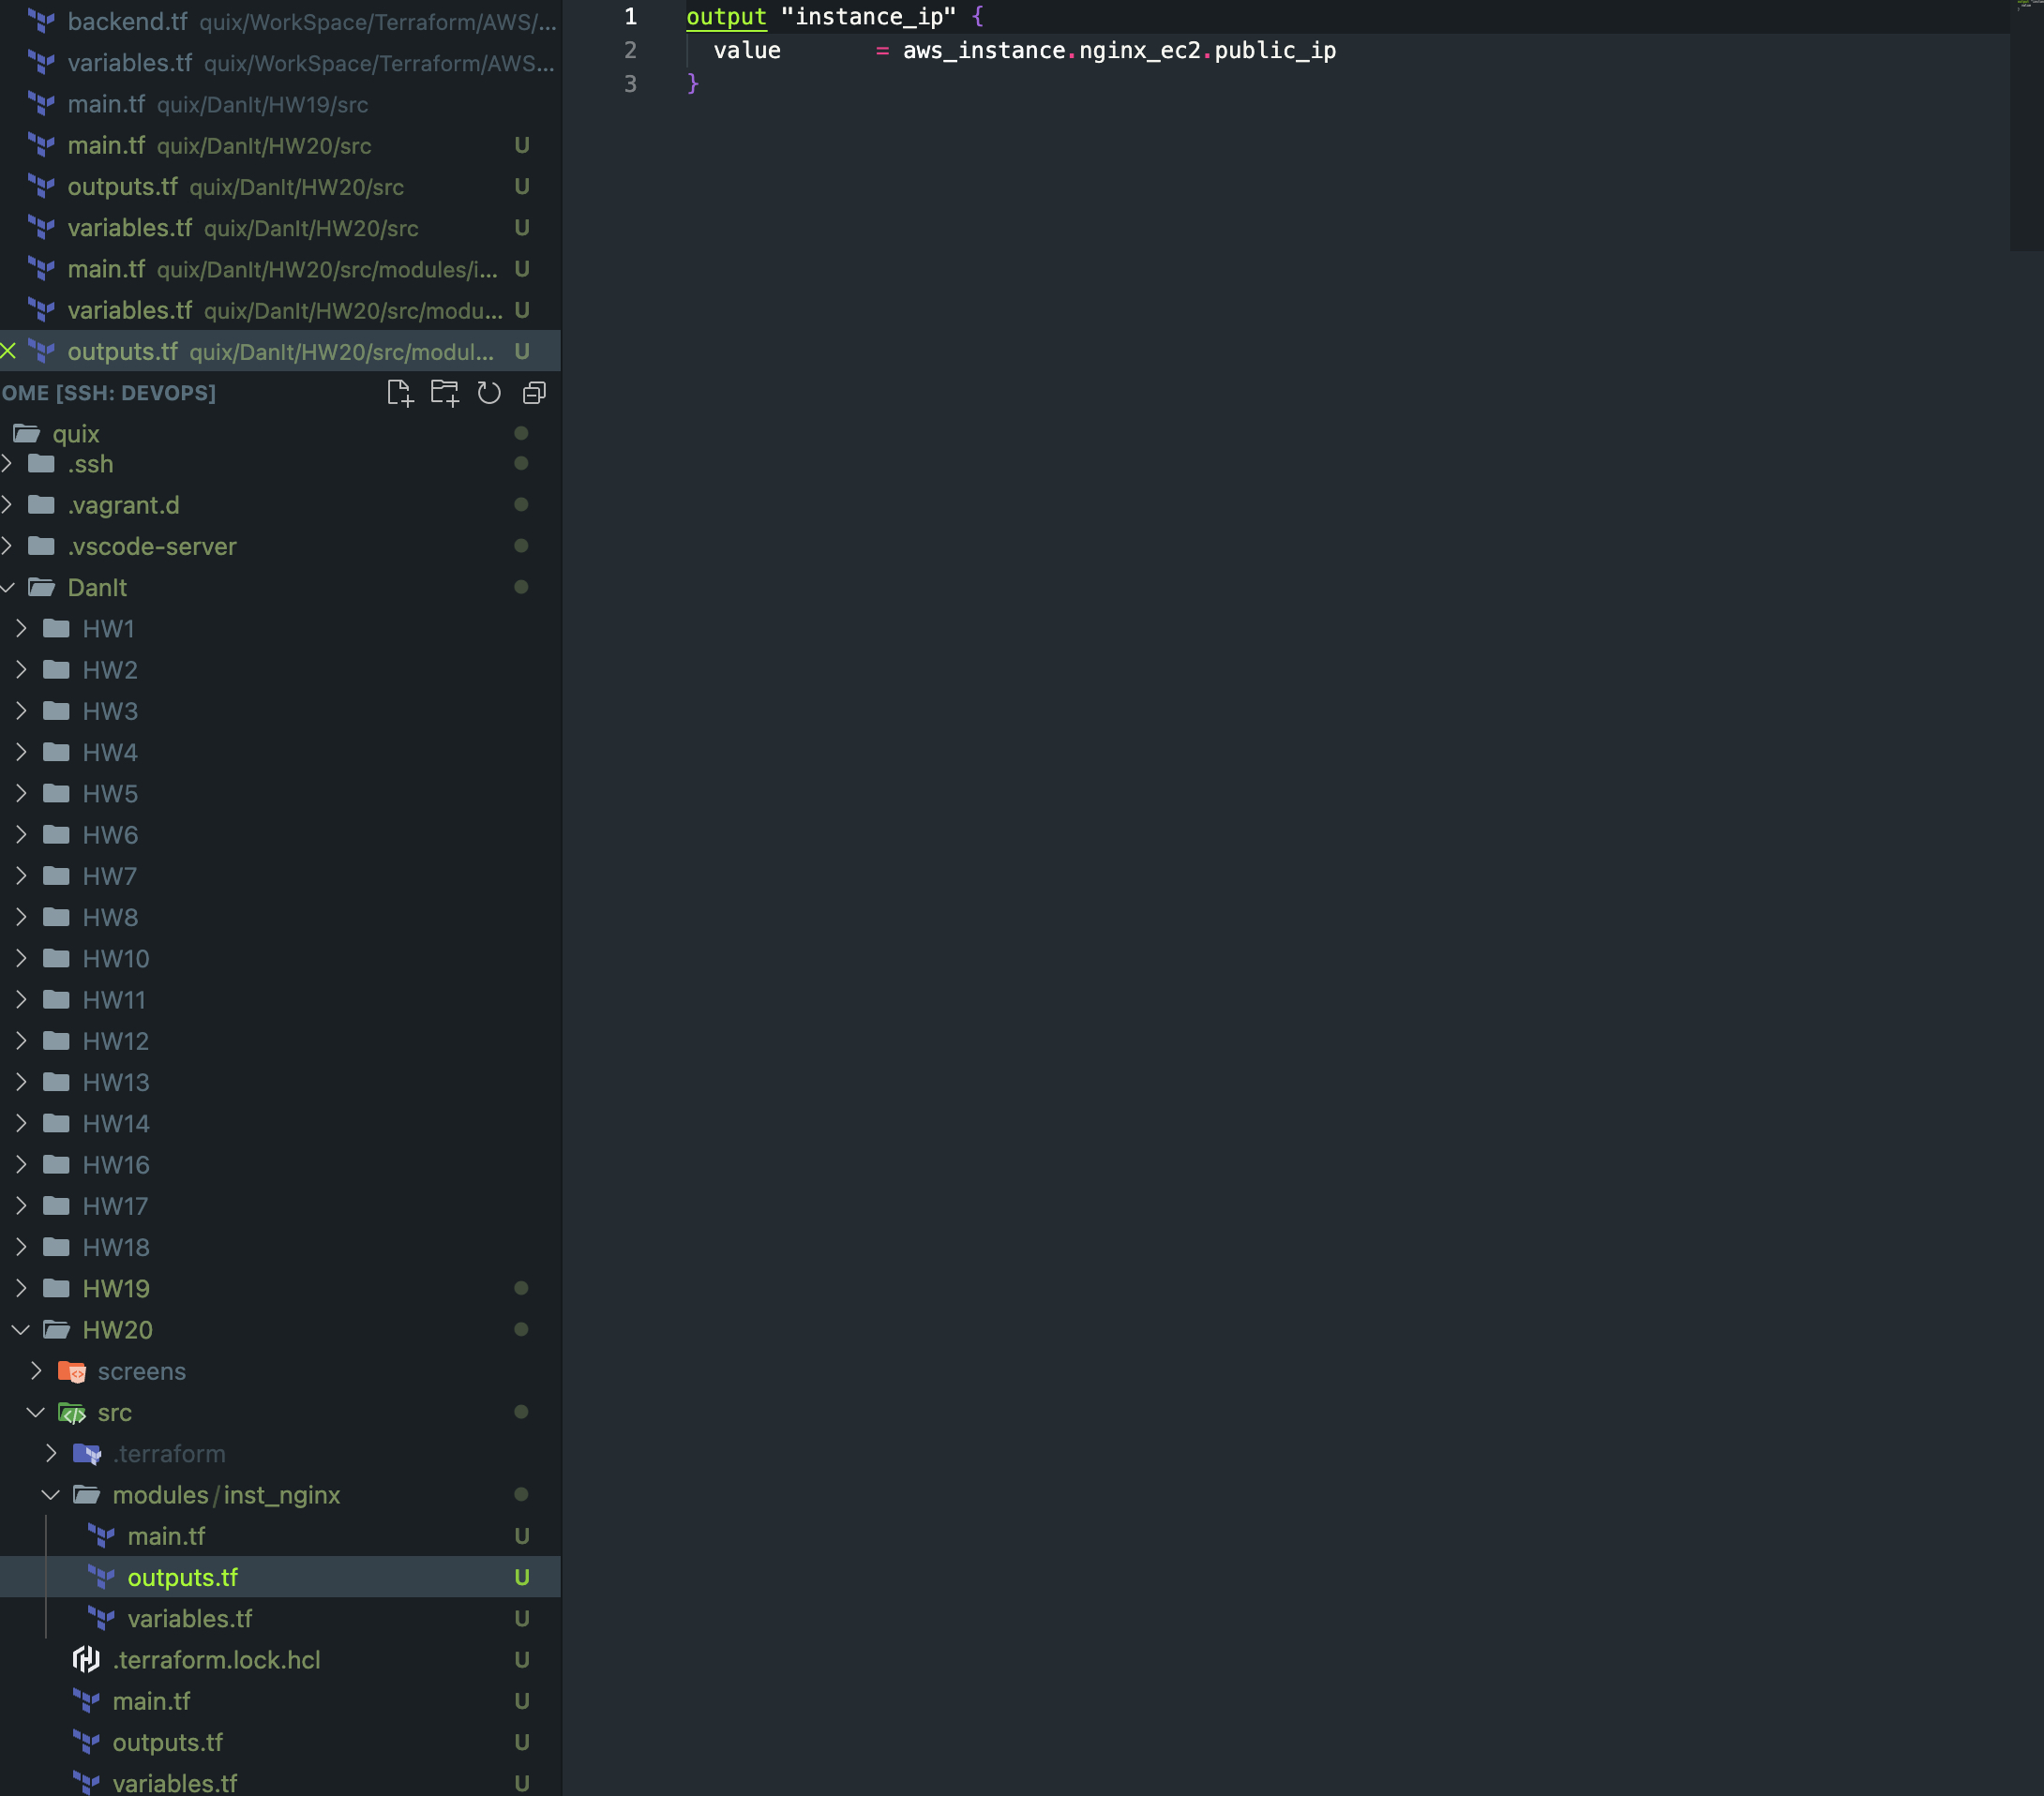 backend.tf quix/WorkSpace/Terraform/AWS/...
variables.tf quix/WorkSpace/Terraform/AWS...
main.tf quix/DanIt/HW19/src
main.tf quix/DanIt/HW20/src U
outputs.tf quix/DanIt/HW20/src U
variables.tf quix/DanIt/HW20/src U
main.tf quix/DanIt/HW20/src/modules/i... U
variables.tf quix/DanIt/HW20/src/modu... U
outputs.tf quix/DanIt/HW20/src/modul... U
OME [SSH: DEVOPS]
quix
.ssh
.vagrant.d
.vscode-server
DanIt
HW1
HW2
HW3
HW4
HW5
HW6
HW7
HW8
HW10
HW11
HW12
HW13
HW14
HW16
HW17
HW18
HW19
HW20
screens
src
.terraform
modules/inst_nginx
main.tf U
outputs.tf U
variables.tf U
.terraform.lock.hcl U
main.tf U
outputs.tf U
variables.tf U
1 output "instance_ip" {
2 value = aws_instance.nginx_ec2.public_ip
3 }